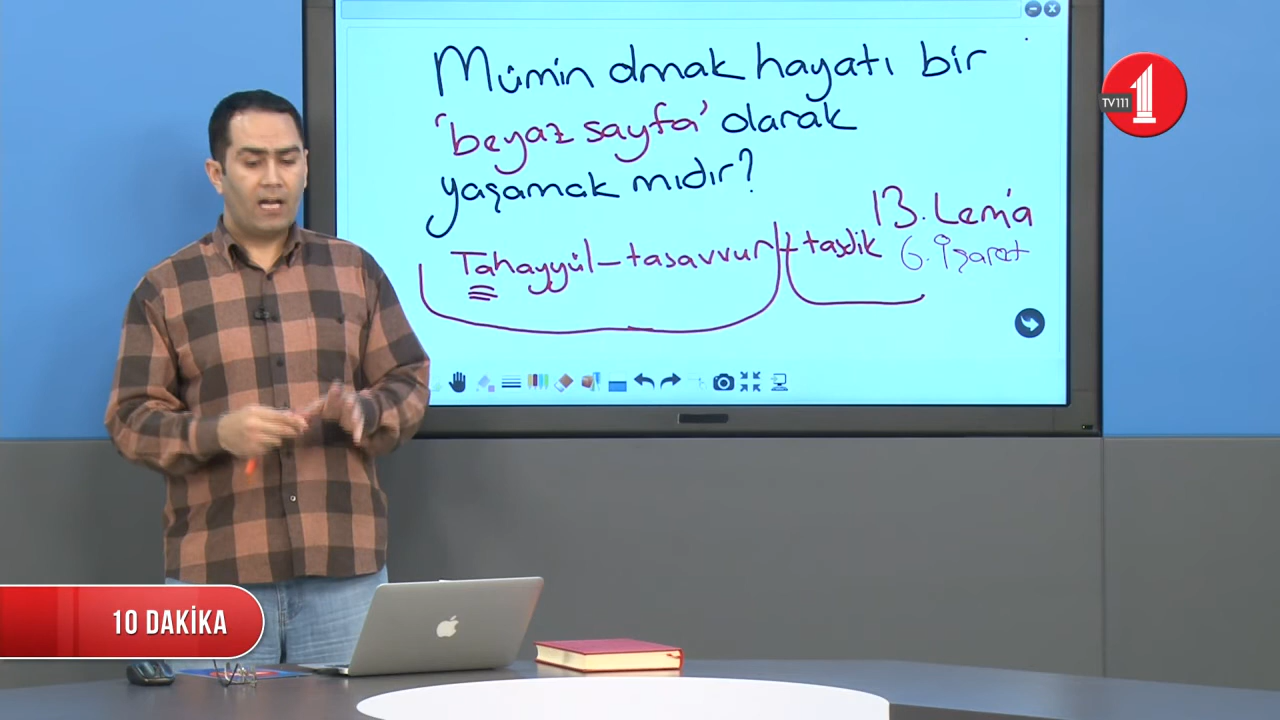 Mümin olmak hayatı bir
'beyaz sayfa' olarak
yaşamak mıdır?
13. Lem'a
Tahayyül - tasavvur + tasdik
6. İşaret
TV111
1
10 DAKİKA